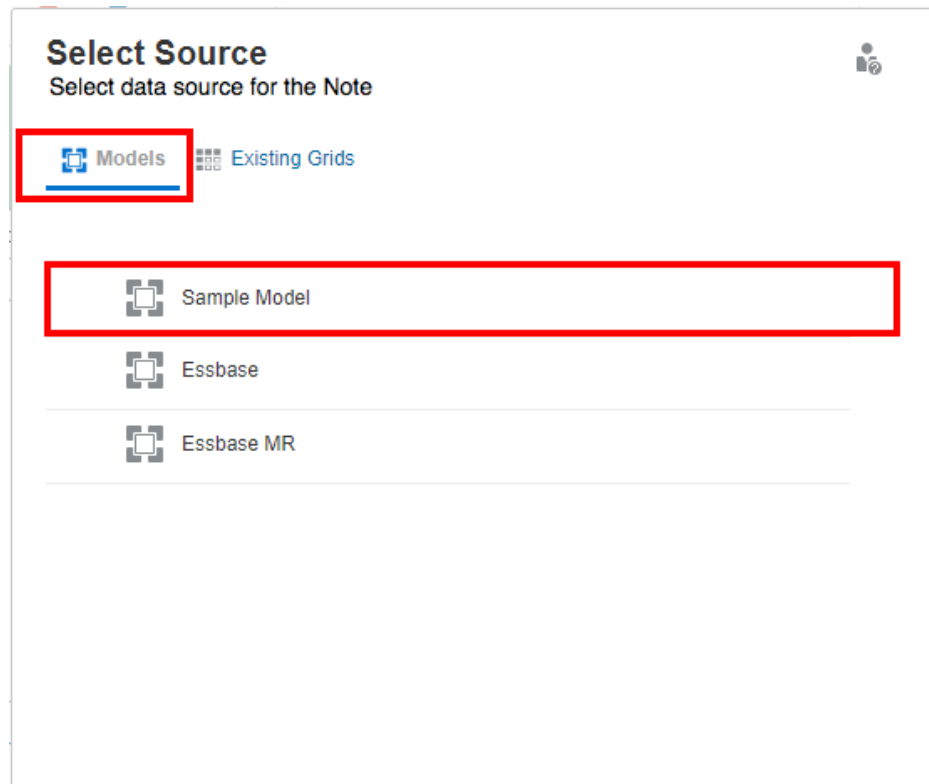 Select Source
Select data source for the Note
Models Existing Grids
Sample Model
Essbase
Essbase MR